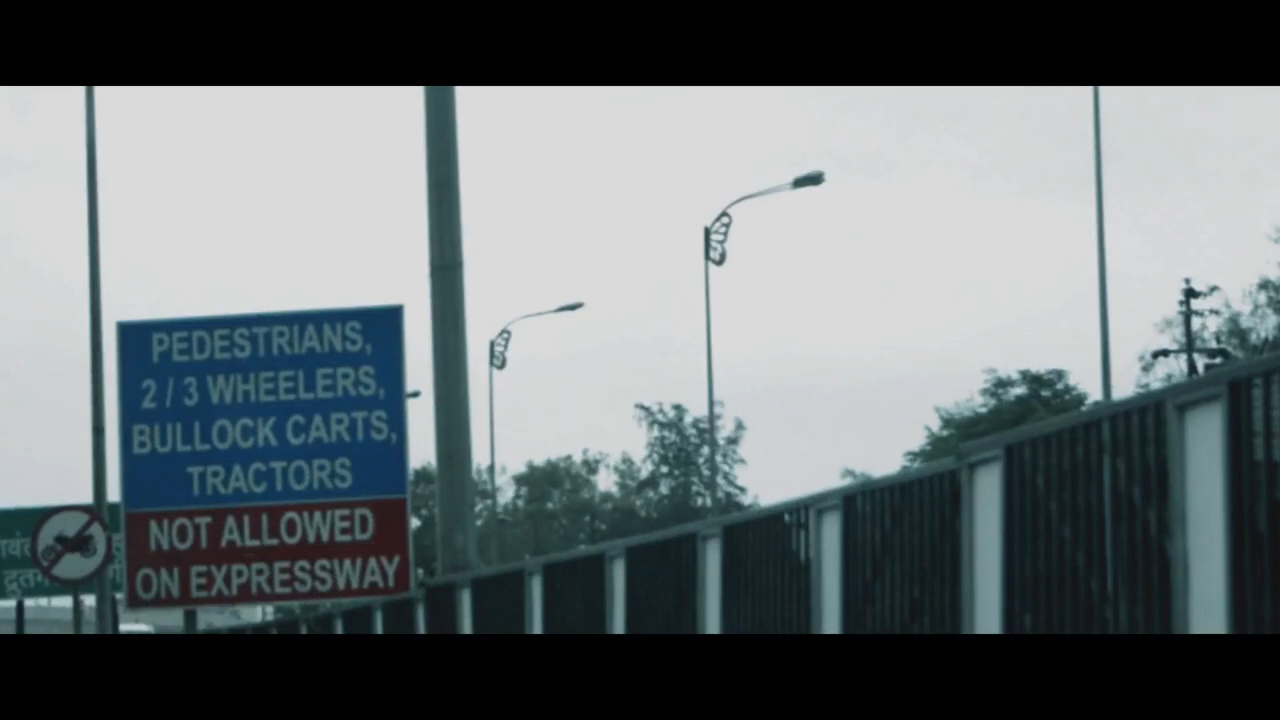 PEDESTRIANS,
2 / 3 WHEELERS,
BULLOCK CARTS,
TRACTORS
NOT ALLOWED
ON EXPRESSWAY